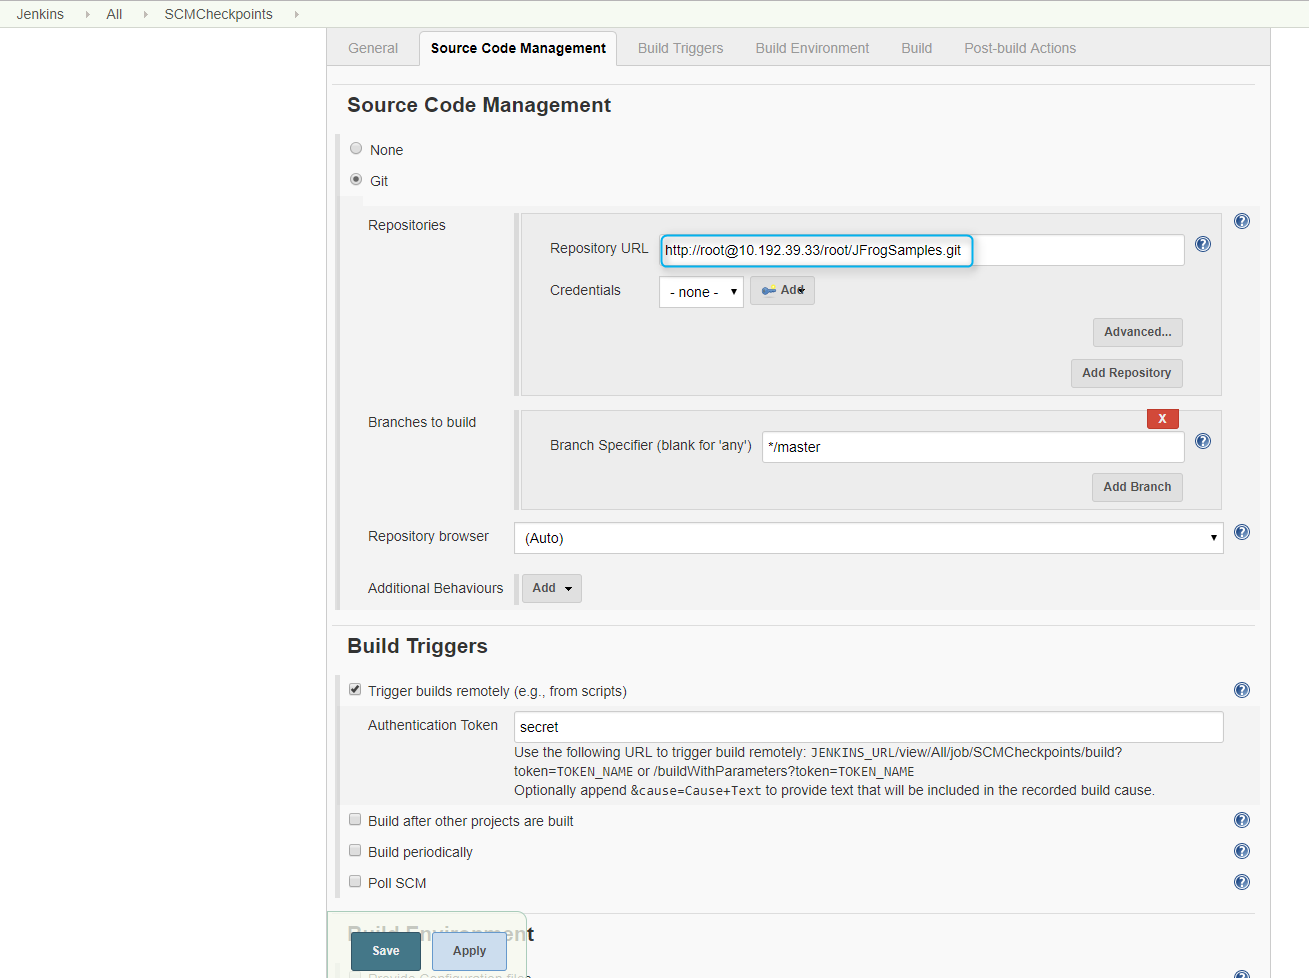 Jenkins All SCMCheckpoints
General Source Code Management Build Triggers Build Environment Build Post-build Actions
Source Code Management
None
Git
Repositories
Repository URL http://root@10.192.39.33/root/JFrogSamples.git
Credentials - none - Add
Advanced...
Add Repository
Branches to build
X
Branch Specifier (blank for 'any') */master
Add Branch
Repository browser (Auto)
Additional Behaviours Add
Build Triggers
Trigger builds remotely (e.g., from scripts)
Authentication Token secret
Use the following URL to trigger build remotely: JENKINS_URL/view/All/job/SCMCheckpoints/build?
token=TOKEN_NAME or /buildWithParameters?token=TOKEN_NAME
Optionally append &cause=Cause+Text to provide text that will be included in the recorded build cause.
Build after other projects are built
Build periodically
Poll SCM
Build Environment
Save Apply
Provide Configuration files